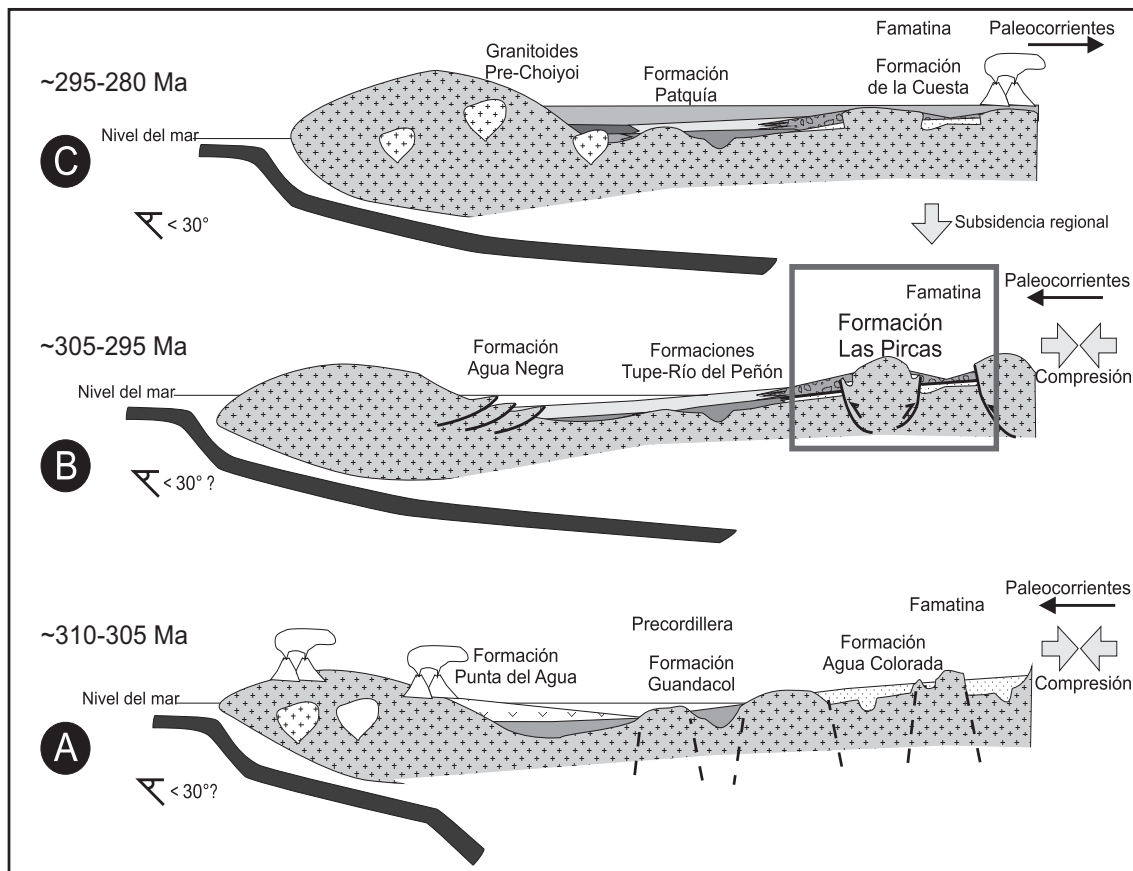 Famatina
Paleocorrientes
~295-280 Ma
Granitoides
Pre-Choiyoi
Formación
Patquía
Formación
de la Cuesta
Nivel del mar
C
< 30°
Subsidencia regional
~305-295 Ma
Famatina
Paleocorrientes
Formación
Agua Negra
Formaciones
Tupe-Río del Peñón
Formación
Las Pircas
Compresión
Nivel del mar
B
< 30° ?
~310-305 Ma
Famatina
Paleocorrientes
Precordillera
Formación
Punta del Agua
Formación
Guandacol
Formación
Agua Colorada
Compresión
Nivel del mar
A
< 30°?